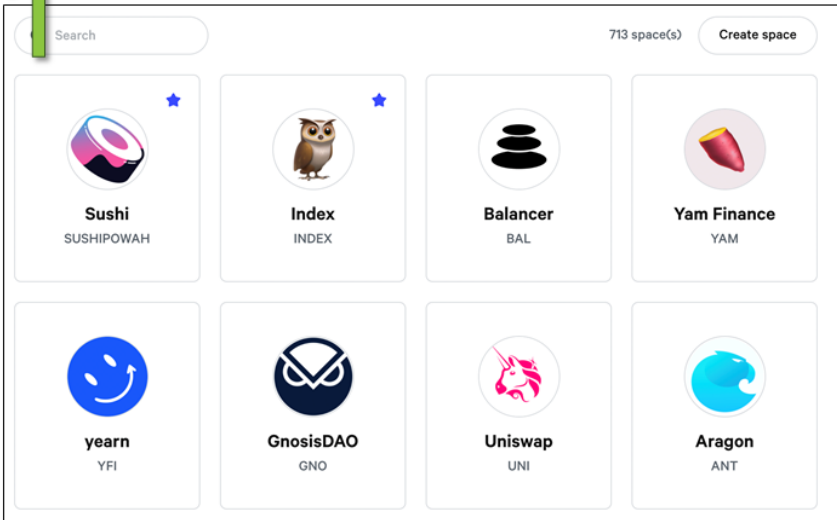 Search
713 space(s)
Create space
Sushi
SUSHIPOWAH
Index
INDEX
Balancer
BAL
Yam Finance
YAM
yearn
YFI
GnosisDAO
GNO
Uniswap
UNI
Aragon
ANT